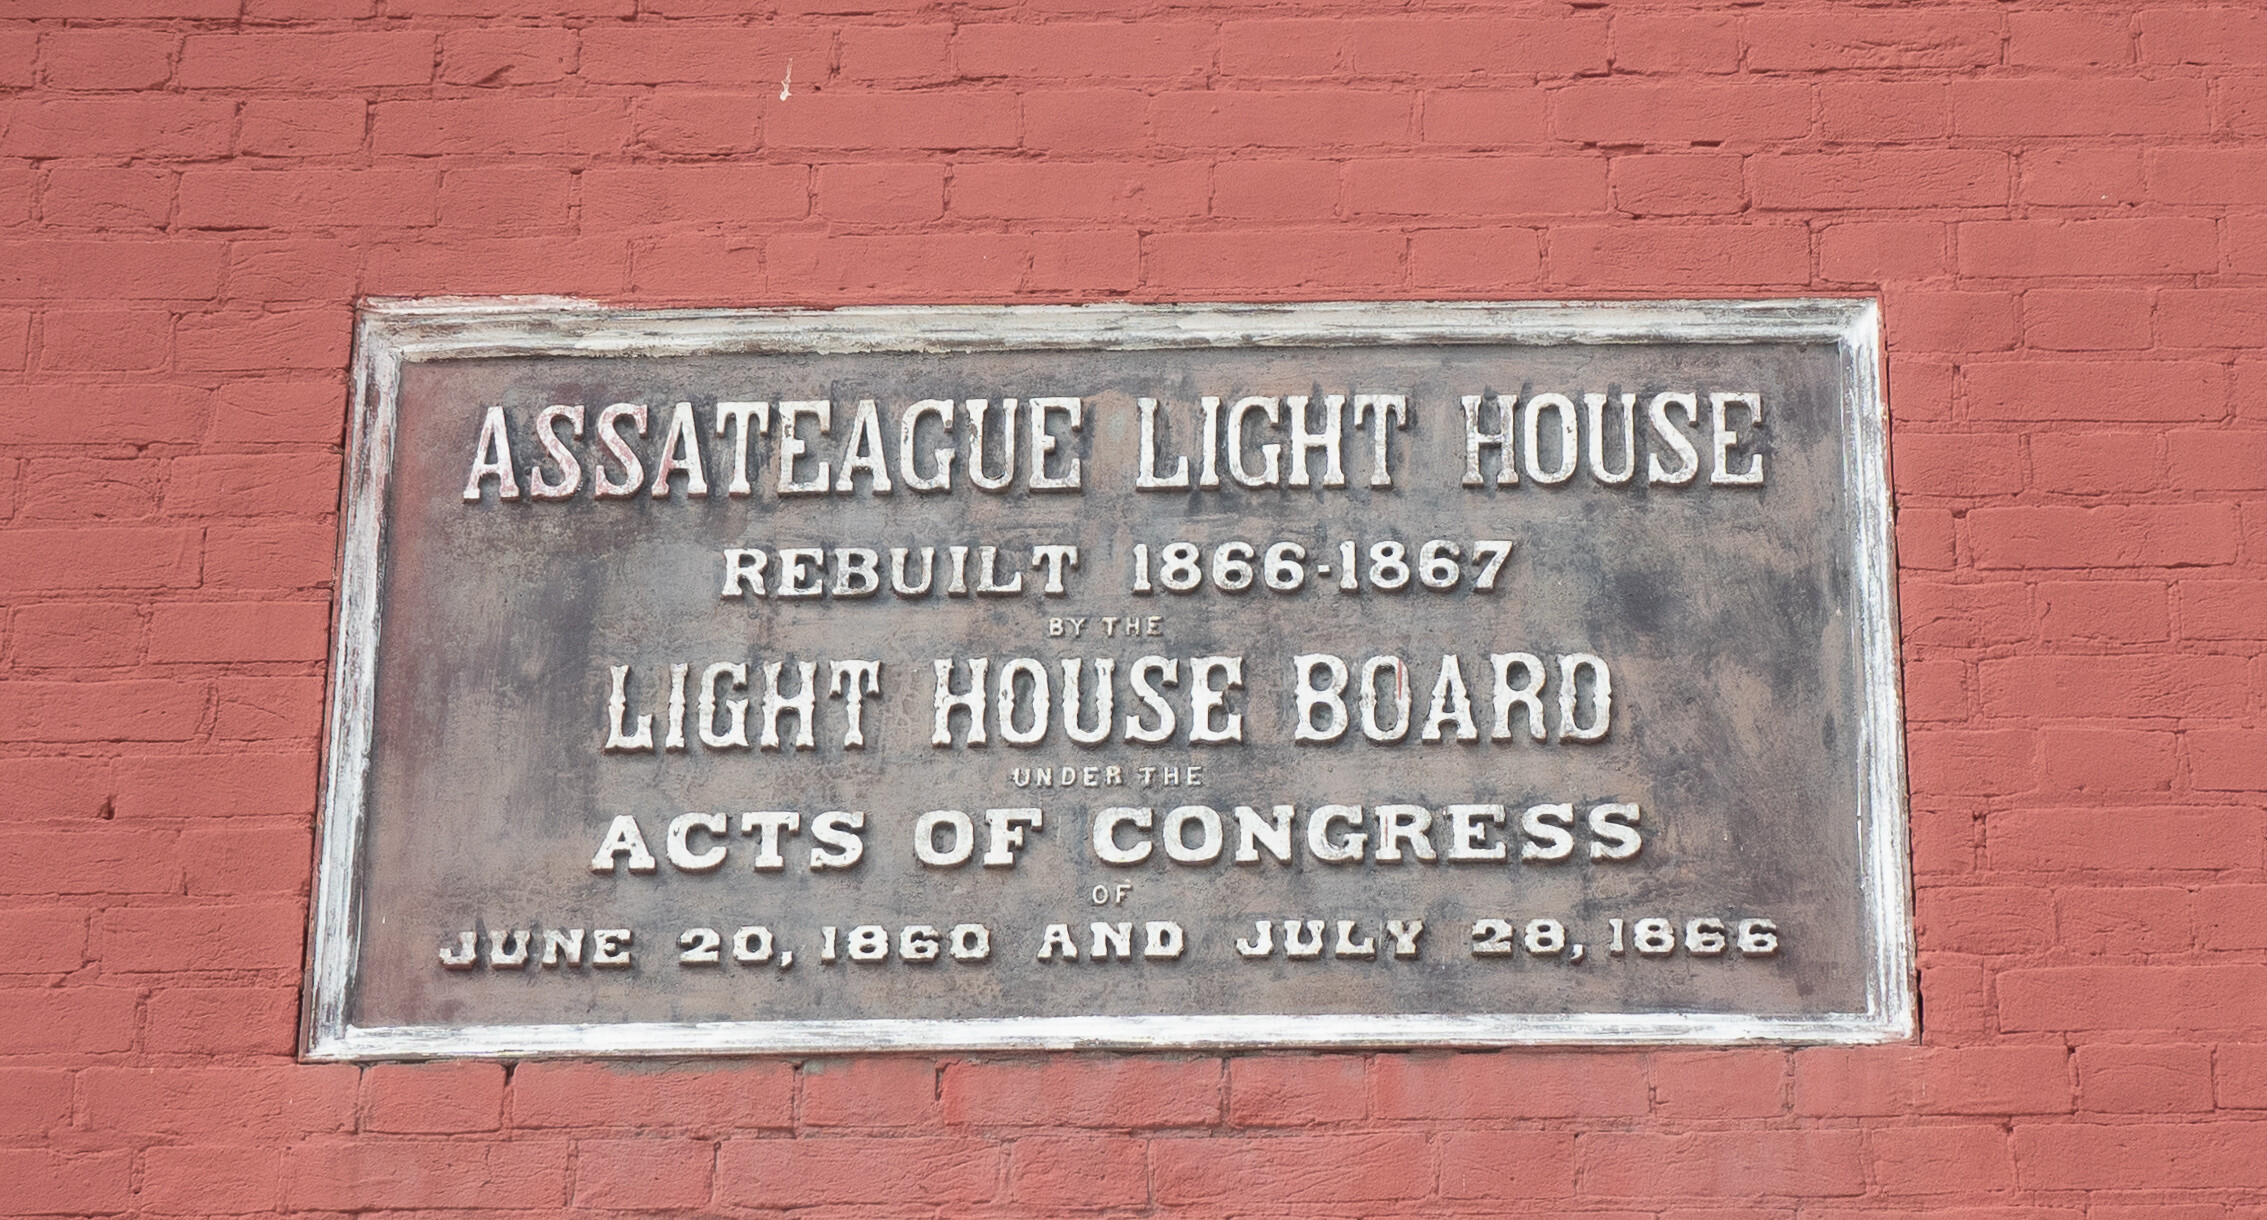 ASSATEAGUE LIGHT HOUSE
REBUILT 1866-1867
BY THE
LIGHT HOUSE BOARD
UNDER THE
ACTS OF CONGRESS
OF
JUNE 20, 1860 AND JULY 28, 1866